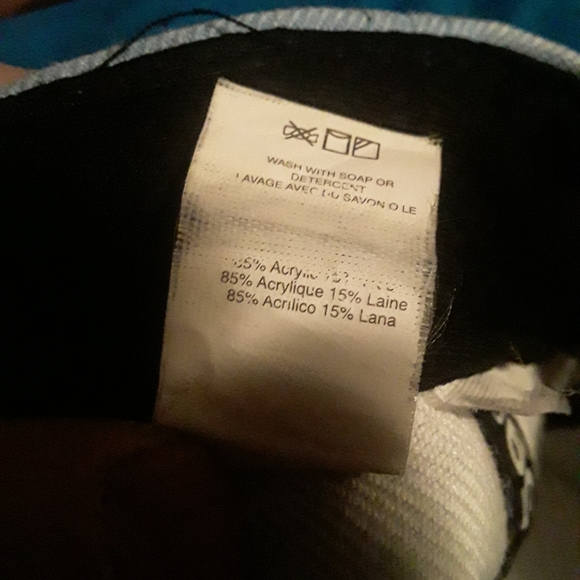 WASH WITH SOAP OR
DETERGENT
LAVAGE AVEC DU SAVON O LE
85% Acrylic
85% Acrylique 15% Laine
85% Acrilico 15% Lana